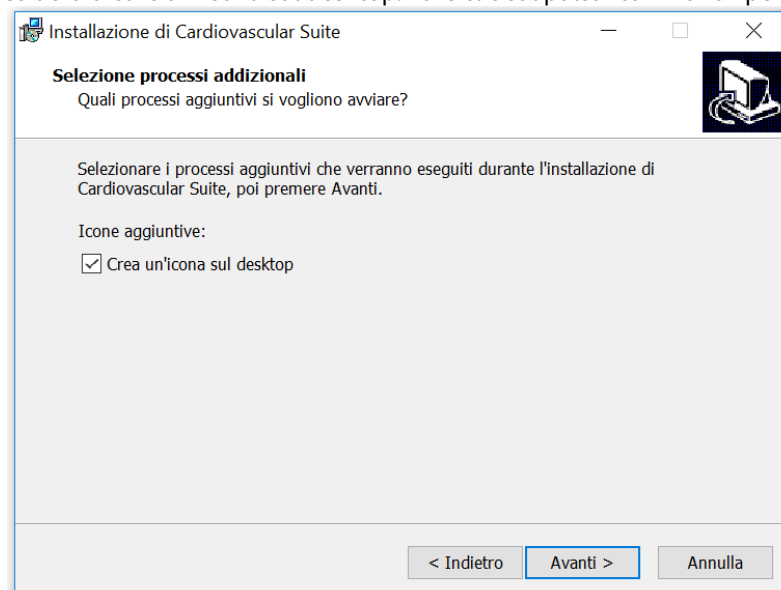 Installazione di Cardiovascular Suite
Selezione processi addizionali
Quali processi aggiuntivi si vogliono avviare?
Selezionare i processi aggiuntivi che verranno eseguiti durante l'installazione di
Cardiovascular Suite, poi premere Avanti.
Icone aggiuntive:
Crea un'icona sul desktop
< Indietro Avanti > Annulla